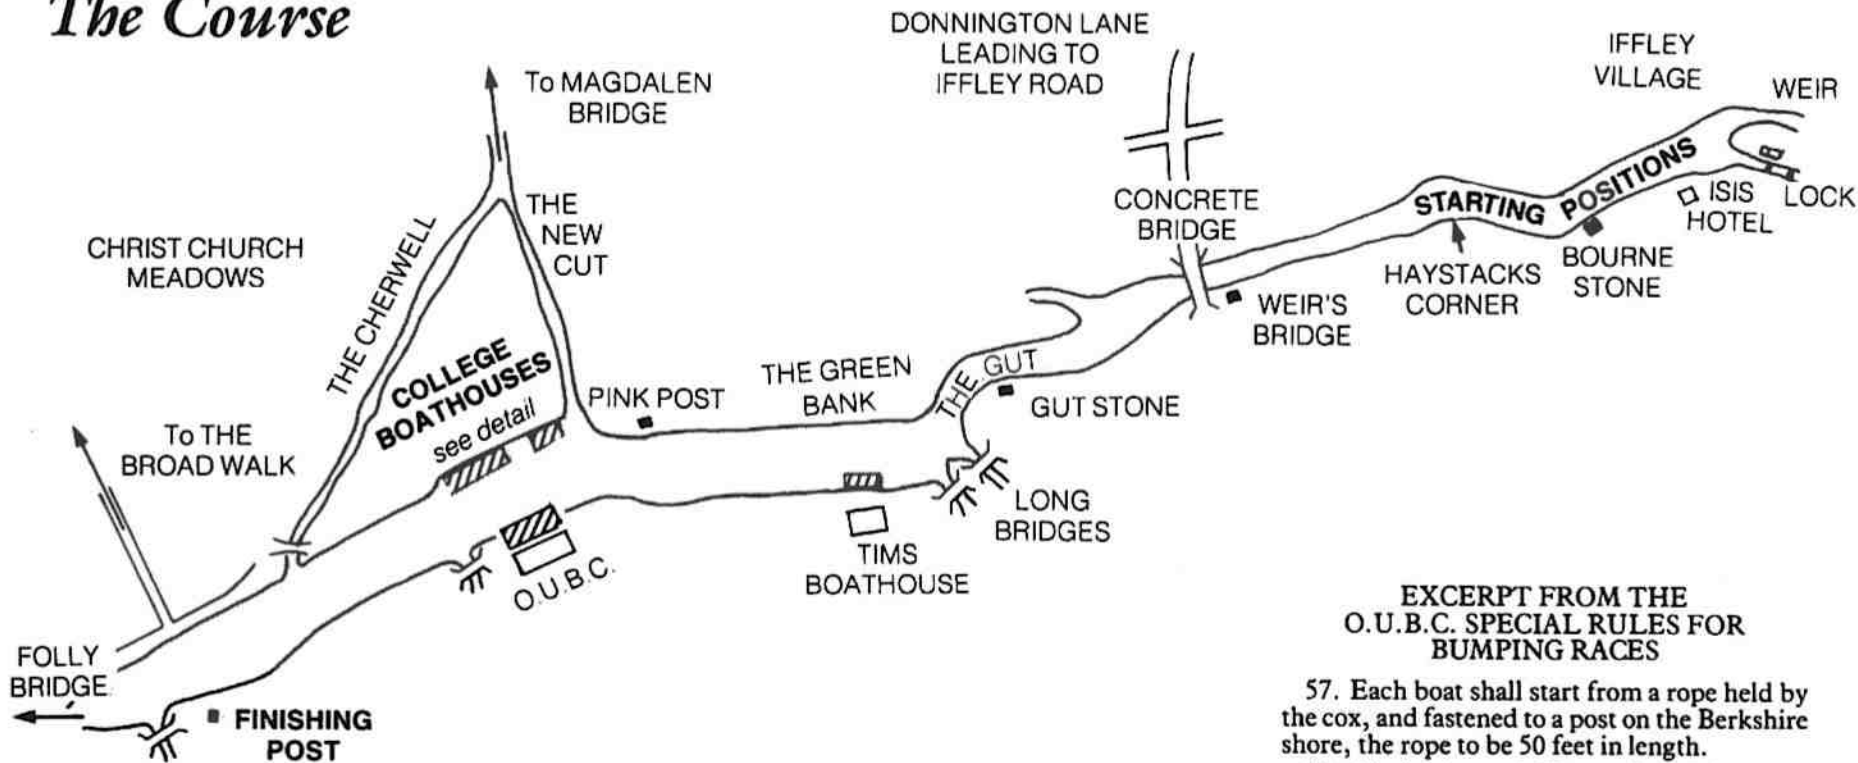 The Course
DONNINGTON LANE
LEADING TO
IFFLEY ROAD
IFFLEY
VILLAGE
WEIR
To MAGDALEN
BRIDGE
THE
NEW
CUT
CHRIST CHURCH
MEADOWS
THE CHERWELL
COLLEGE
BOATHOUSES
see detail
CONCRETE
BRIDGE
STARTING POSITIONS
ISIS
HOTEL
LOCK
BOURNE
STONE
HAYSTACKS
CORNER
WEIR'S
BRIDGE
PINK POST
THE GREEN
BANK
THE GUT
GUT STONE
To THE
BROAD WALK
LONG
BRIDGES
TIMS
BOATHOUSE
O.U.B.C.
FOLLY
BRIDGE
FINISHING
POST
EXCERPT FROM THE
O.U.B.C. SPECIAL RULES FOR
BUMPING RACES
57. Each boat shall start from a rope held by
the cox, and fastened to a post on the Berkshire
shore, the rope to be 50 feet in length.